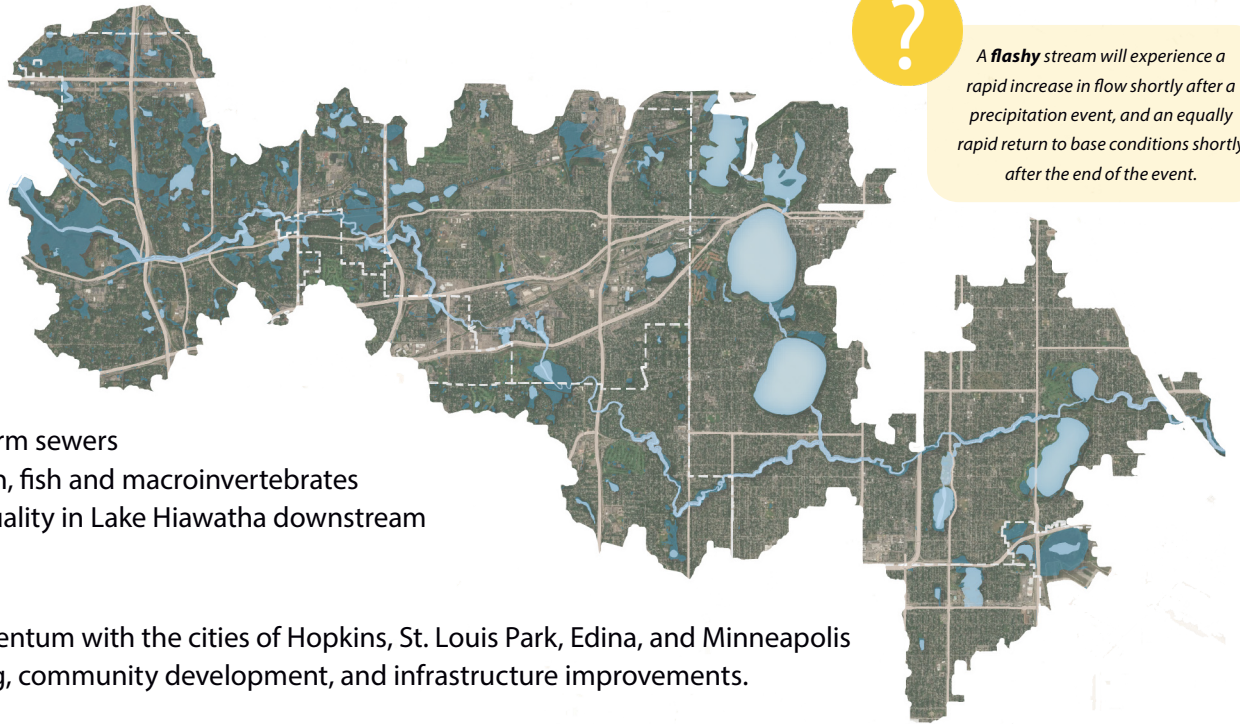 ?
A flashy stream will experience a
rapid increase in flow shortly after a
precipitation event, and an equally
rapid return to base conditions shortly
after the end of the event.
rm sewers
, fish and macroinvertebrates
uality in Lake Hiawatha downstream
entum with the cities of Hopkins, St. Louis Park, Edina, and Minneapolis
, community development, and infrastructure improvements.